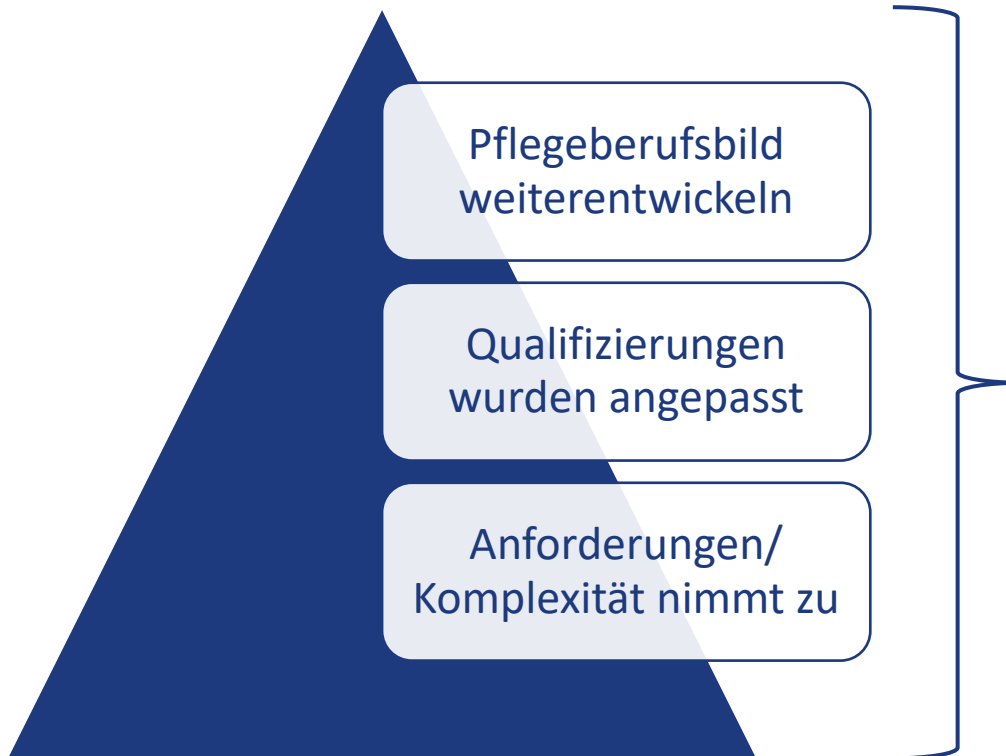 Pflegeberufsbild
weiterentwickeln
Qualifizierungen
wurden angepasst
Anforderungen/
Komplexität nimmt zu